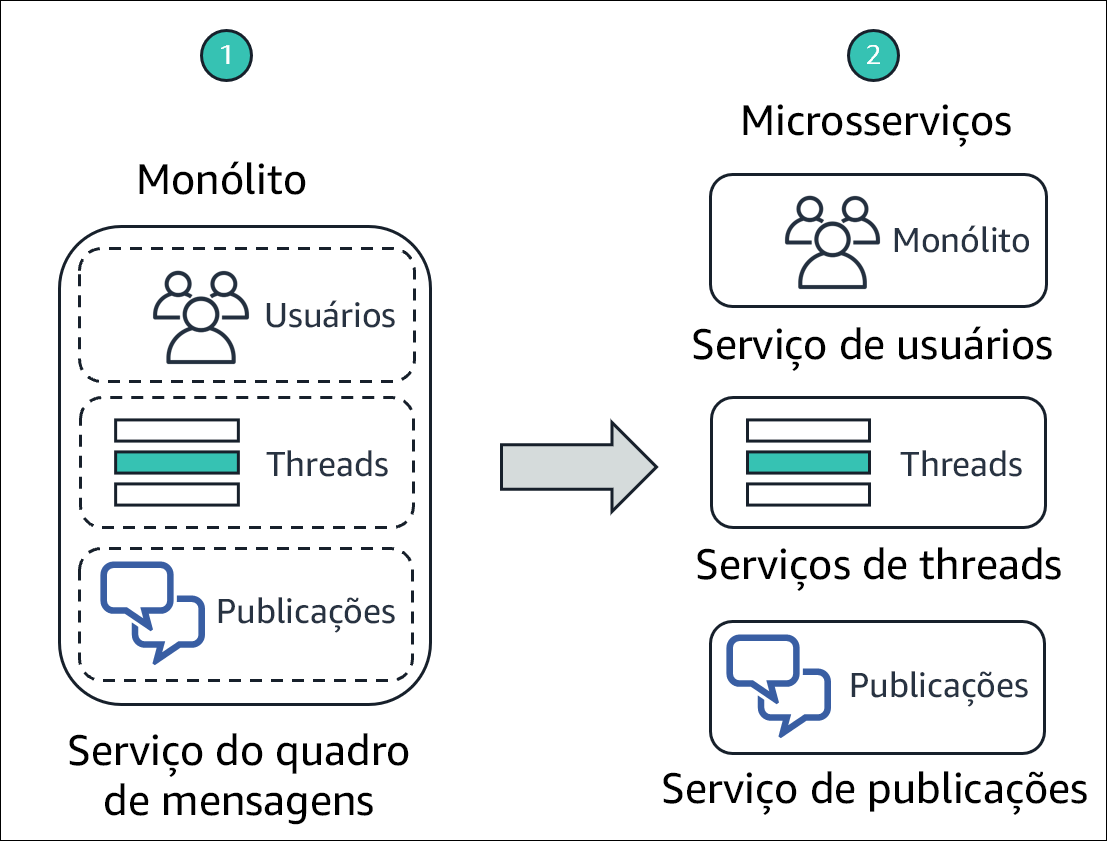 1
Monólito
Usuários
Threads
Publicações
Serviço do quadro
de mensagens
2
Microsserviços
Monólito
Serviço de usuários
Threads
Serviços de threads
Publicações
Serviço de publicações